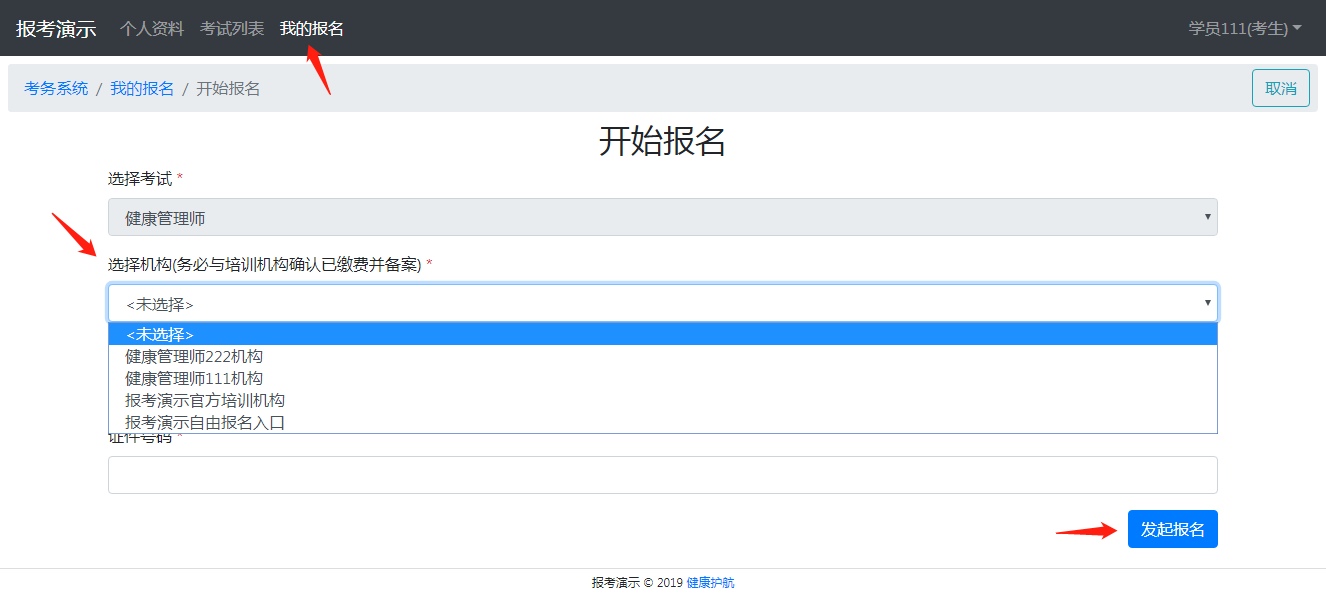 报考演示 个人资料 考试列表 我的报名 学员111(考生)
考务系统 / 我的报名 / 开始报名 取消
开始报名
选择考试 *
健康管理师
选择机构(务必与培训机构确认已缴费并备案) *
<未选择>
<未选择>
健康管理师222机构
健康管理师111机构
报考演示官方培训机构
报考演示自由报名入口
证件号码 *
发起报名
报考演示 © 2019 健康护航